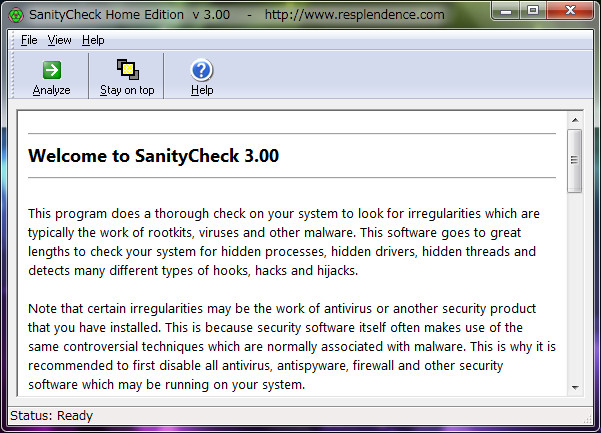 SanityCheck Home Edition v 3.00 - http://www.resplendence.com
File View Help
Analyze Stay on top Help
Welcome to SanityCheck 3.00
This program does a thorough check on your system to look for irregularities which are
typically the work of rootkits, viruses and other malware. This software goes to great
lengths to check your system for hidden processes, hidden drivers, hidden threads and
detects many different types of hooks, hacks and hijacks.
Note that certain irregularities may be the work of antivirus or another security product
that you have installed. This is because security software itself often makes use of the
same controversial techniques which are normally associated with malware. This is why it is
recommended to first disable all antivirus, antispyware, firewall and other security
software which may be running on your system.
Status: Ready